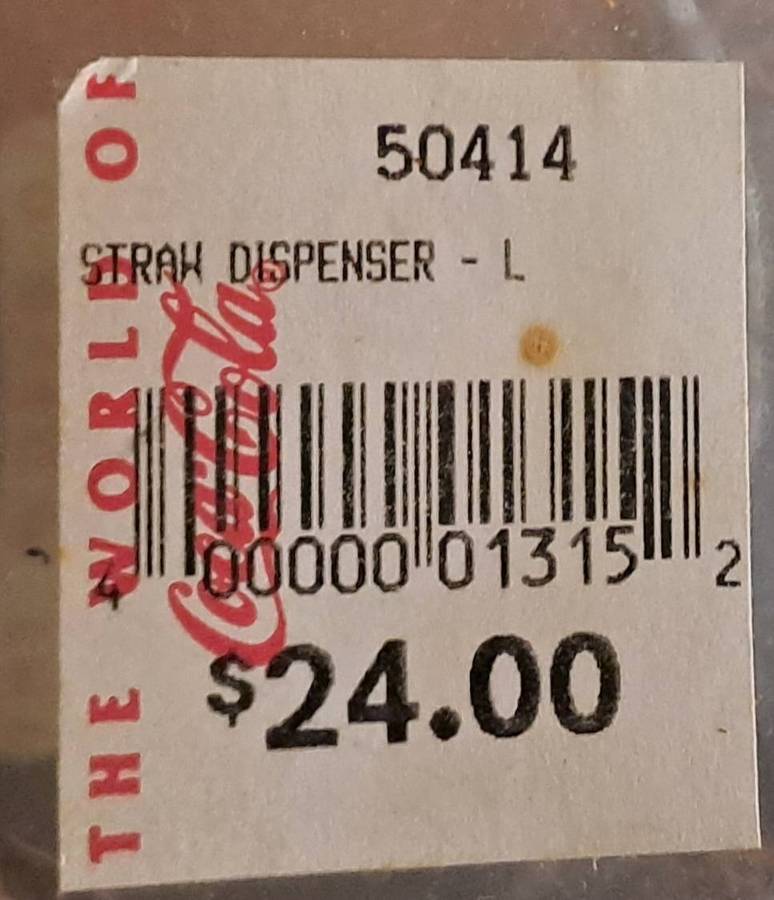 50414
STRAW DISPENSER - L
THE WORLD OF
Coca-Cola®
4 00000 01315 2
$24.00